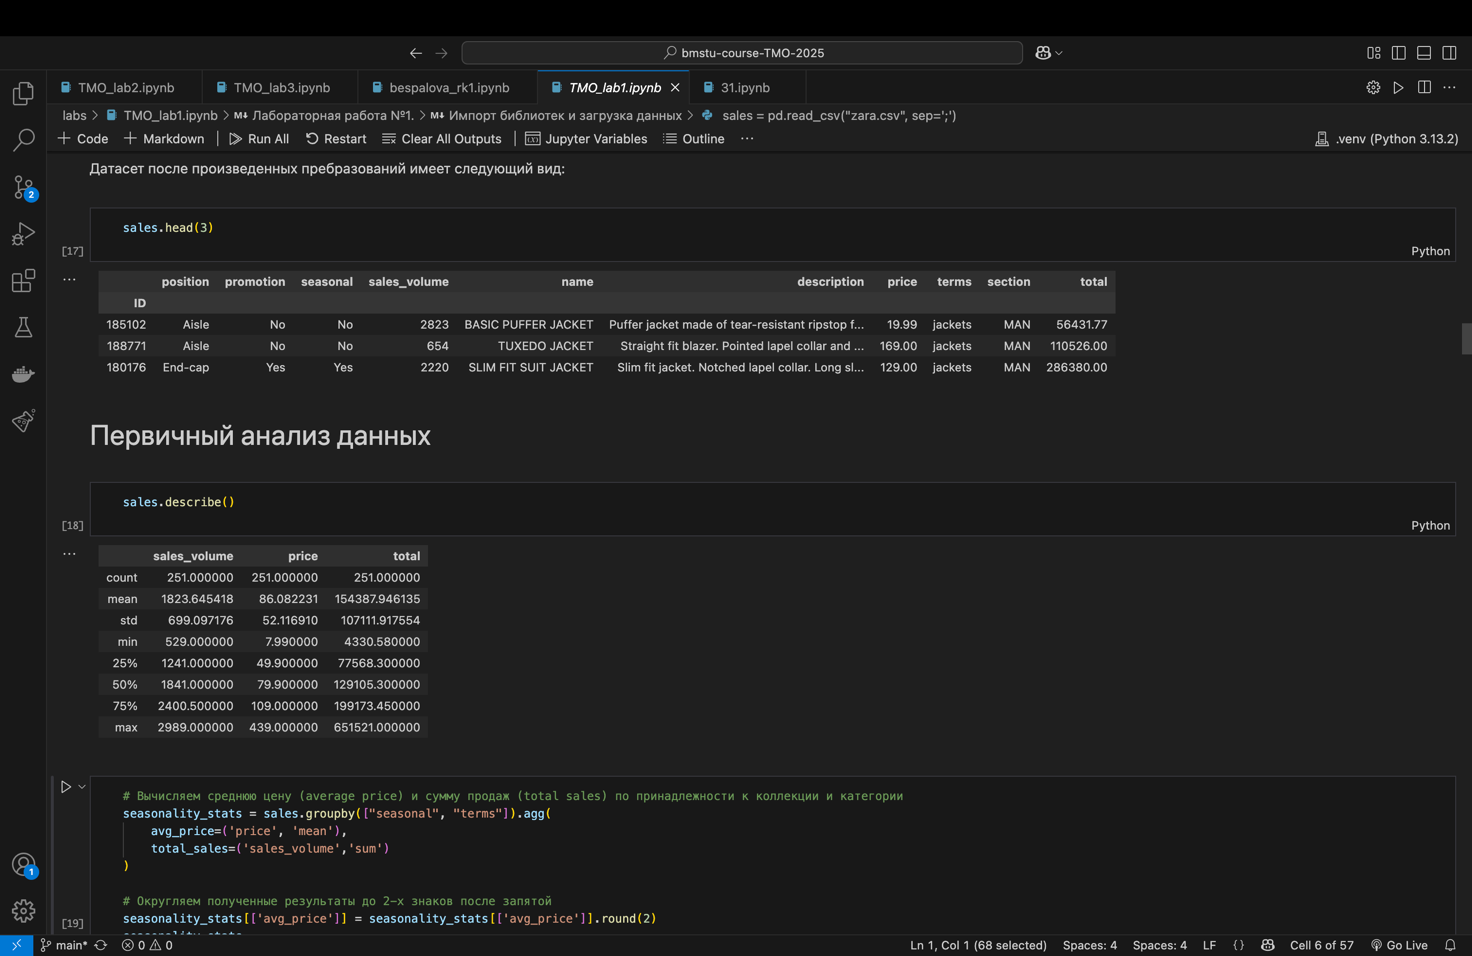 bmstu-course-TMO-2025
TMO_lab2.ipynb TMO_lab3.ipynb bespalova_rk1.ipynb TMO_lab1.ipynb 31.ipynb
labs > TMO_lab1.ipynb > M↓ Лабораторная работа №1. > M↓ Импорт библиотек и загрузка данных > sales = pd.read_csv("zara.csv", sep=';')
+ Code + Markdown Run All Restart Clear All Outputs Jupyter Variables Outline ... .venv (Python 3.13.2)
Датасет после произведенных пребразований имеет следующий вид:
sales.head(3)
[17] Python
position promotion seasonal sales_volume name description price terms section total
ID
185102 Aisle No No 2823 BASIC PUFFER JACKET Puffer jacket made of tear-resistant ripstop f... 19.99 jackets MAN 56431.77
188771 Aisle No No 654 TUXEDO JACKET Straight fit blazer. Pointed lapel collar and ... 169.00 jackets MAN 110526.00
180176 End-cap Yes Yes 2220 SLIM FIT SUIT JACKET Slim fit jacket. Notched lapel collar. Long sl... 129.00 jackets MAN 286380.00
Первичный анализ данных
sales.describe()
[18] Python
sales_volume price total
count 251.000000 251.000000 251.000000
mean 1823.645418 86.082231 154387.946135
std 699.097176 52.116910 107111.917554
min 529.000000 7.990000 4330.580000
25% 1241.000000 49.900000 77568.300000
50% 1841.000000 79.900000 129105.300000
75% 2400.500000 109.000000 199173.450000
max 2989.000000 439.000000 651521.000000
# Вычисляем среднюю цену (average price) и сумму продаж (total sales) по принадлежности к коллекции и категории
seasonality_stats = sales.groupby(["seasonal", "terms"]).agg(
avg_price=('price', 'mean'),
total_sales=('sales_volume','sum')
)
# Округляем полученные результаты до 2-х знаков после запятой
seasonality_stats[['avg_price']] = seasonality_stats[['avg_price']].round(2)
[19]
2
1
main* 0 0 Ln 1, Col 1 (68 selected) Spaces: 4 Spaces: 4 LF {} Cell 6 of 57 Go Live